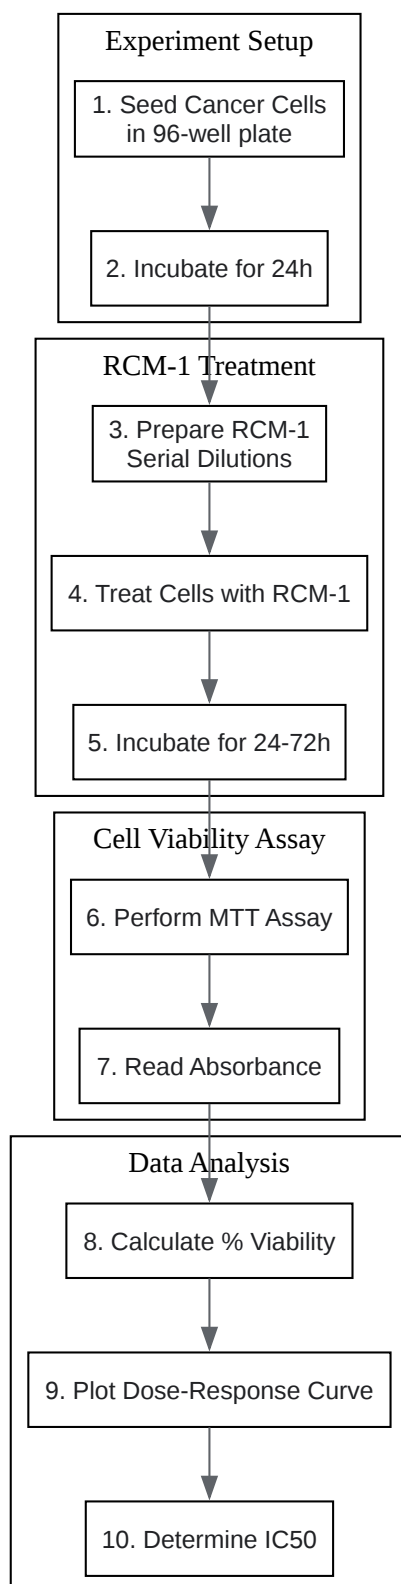 Experiment Setup
1. Seed Cancer Cells
in 96-well plate
2. Incubate for 24h
RCM-1 Treatment
3. Prepare RCM-1
Serial Dilutions
4. Treat Cells with RCM-1
5. Incubate for 24-72h
Cell Viability Assay
6. Perform MTT Assay
7. Read Absorbance
Data Analysis
8. Calculate % Viability
9. Plot Dose-Response Curve
10. Determine IC50